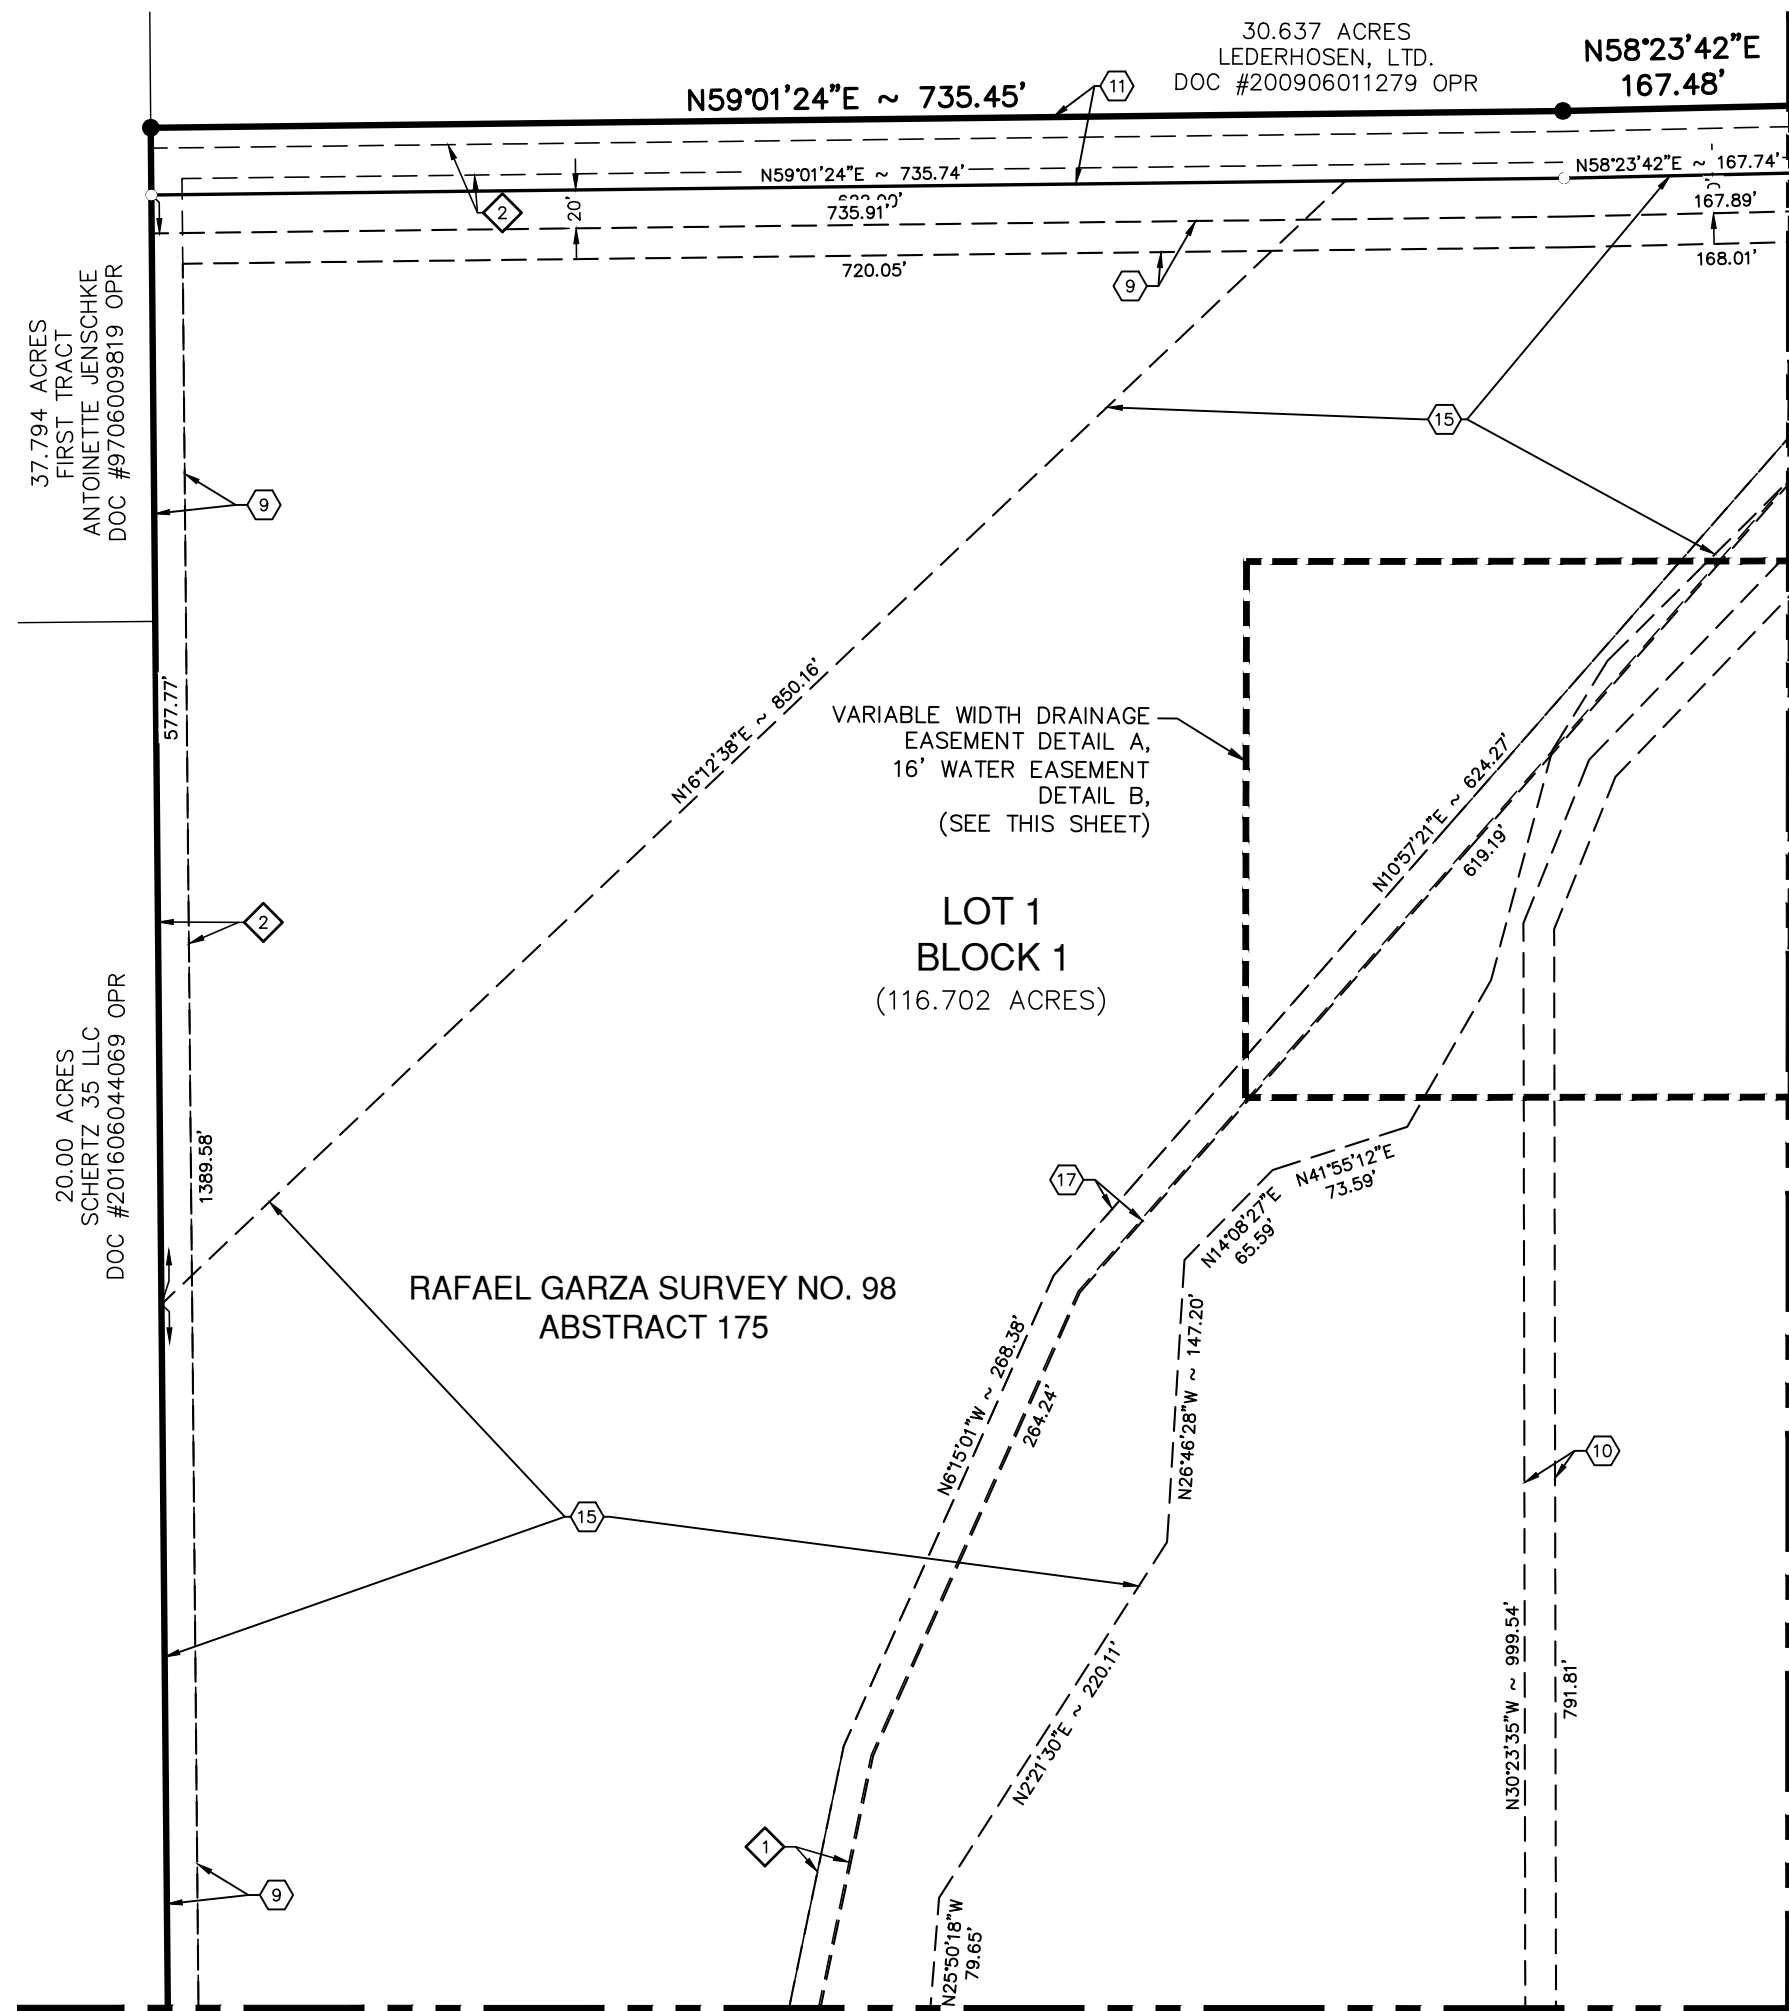 30.637 ACRES
LEDERHOSEN, LTD.
DOC #200906011279 OPR
N58°23'42"E
167.48'
N59°01'24"E ~ 735.45'
11
N59°01'24"E ~ 735.74'
N58°23'42"E ~ 167.74'
2
20'
735.91'
167.89'
720.05'
168.01'
9
37.794 ACRES
FIRST TRACT
ANTOINETTE JENSCHKE
DOC #9706009819 OPR
15
9
577.77'
N16°12'38"E ~ 850.16'
VARIABLE WIDTH DRAINAGE
EASEMENT DETAIL A,
16' WATER EASEMENT
DETAIL B,
(SEE THIS SHEET)
N10°57'21"E ~ 624.27'
619.19'
2
LOT 1
BLOCK 1
(116.702 ACRES)
20.00 ACRES
SCHERTZ 35 LLC
DOC #201606044069 OPR
1389.58'
17
N41°55'12"E
73.59'
N14°08'27"E
65.59'
RAFAEL GARZA SURVEY NO. 98
ABSTRACT 175
N6°15'01"W ~ 268.38'
264.24'
N26°46'28"W ~ 147.20'
10
15
N2°21'30"E ~ 220.11'
N30°23'35"W ~ 999.54'
791.81'
1
9
N25°50'18"W
79.65'